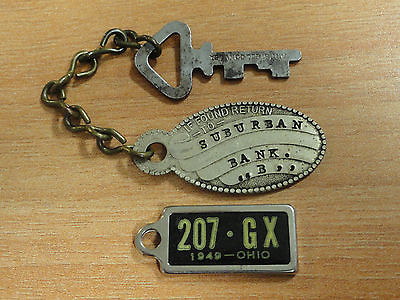 IF FOUND RETURN
-TO-
SUBURBAN
BANK.
"B"
207·GX
1949-OHIO